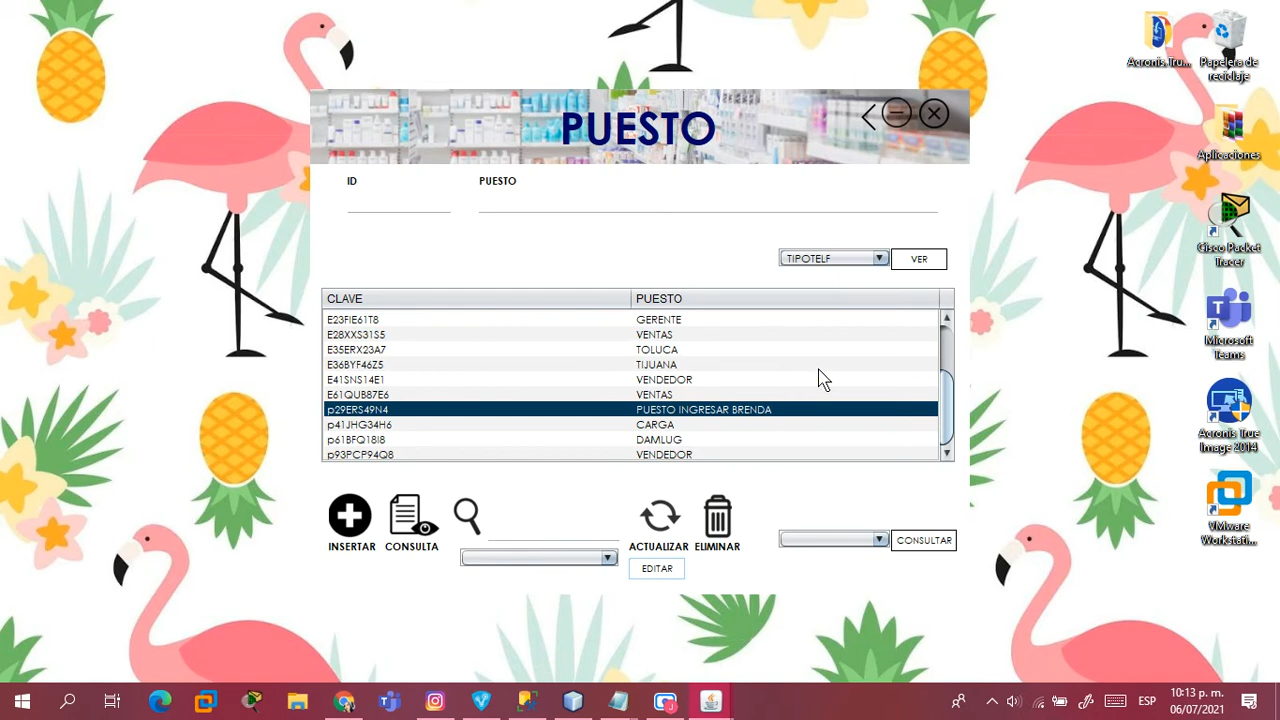 Acronis Tru...
Papelera de
reciclaje
Aplicaciones
Cisco Packet
Tracer
Microsoft
Teams
Acronis True
Image 2014
VMware
Workstati...
PUESTO
ID
PUESTO
TIPOTELF
VER
CLAVE PUESTO
E23FIE61T8 GERENTE
E28XXS31S5 VENTAS
E35ERX23A7 TOLUCA
E36BYF46Z5 TIJUANA
E41SNS14E1 VENDEDOR
E61QUB87E6 VENTAS
p29ERS49N4 PUESTO INGRESAR BRENDA
p41JHG34H6 CARGA
p61BFQ18I8 DAMLUG
p93PCP94Q8 VENDEDOR
INSERTAR CONSULTA ACTUALIZAR ELIMINAR
CONSULTAR
EDITAR
ESP
10:13 p. m.
06/07/2021